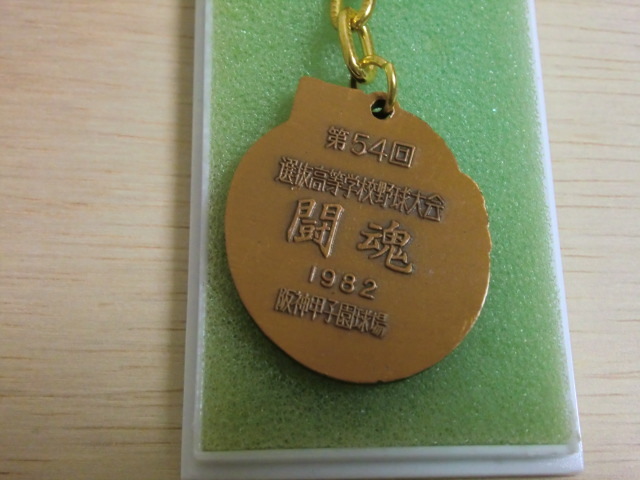 第54回
選抜高等学校野球大会
闘魂
1982
阪神甲子園球場